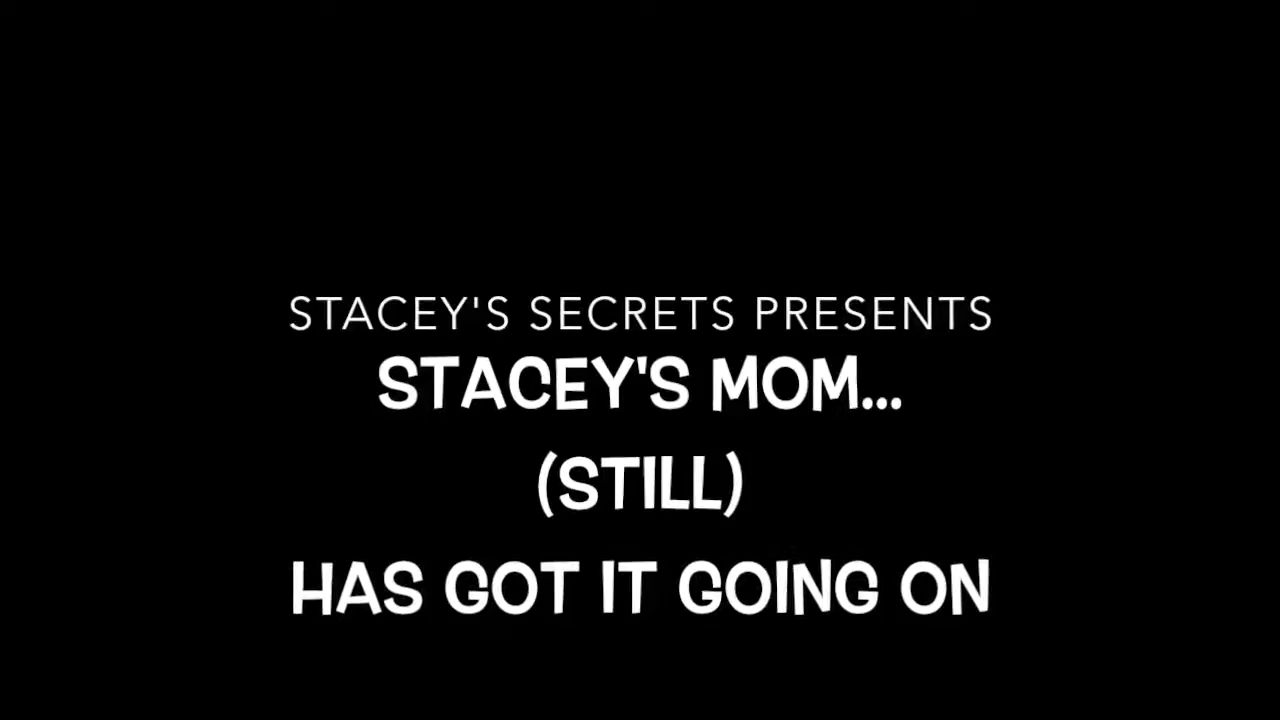 STACEY'S SECRETS PRESENTS
STACEY'S MOM...
(STILL)
HAS GOT IT GOING ON